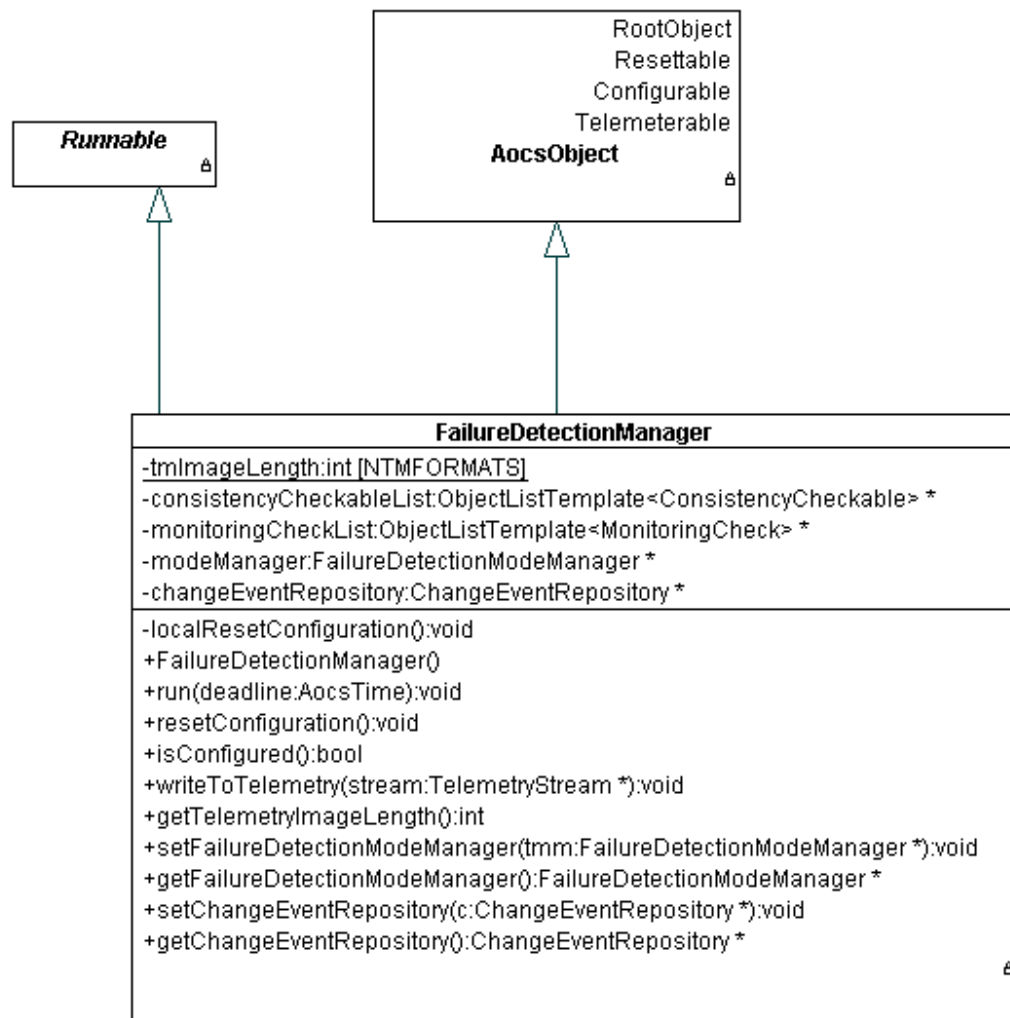 RootObject
Resettable
Configurable
Telemeterable
AocsObject
Runnable
FailureDetectionManager
-tmImageLength:int [NTMFORMATS]
-consistencyCheckableList:ObjectListTemplate<ConsistencyCheckable> *
-monitoringCheckList:ObjectListTemplate<MonitoringCheck> *
-modeManager:FailureDetectionModeManager *
-changeEventRepository:ChangeEventRepository *
-localResetConfiguration():void
+FailureDetectionManager()
+run(deadline:AocsTime):void
+resetConfiguration():void
+isConfigured():bool
+writeToTelemetry(stream:TelemetryStream *):void
+getTelemetryImageLength():int
+setFailureDetectionModeManager(tmm:FailureDetectionModeManager *):void
+getFailureDetectionModeManager():FailureDetectionModeManager *
+setChangeEventRepository(c:ChangeEventRepository *):void
+getChangeEventRepository():ChangeEventRepository *